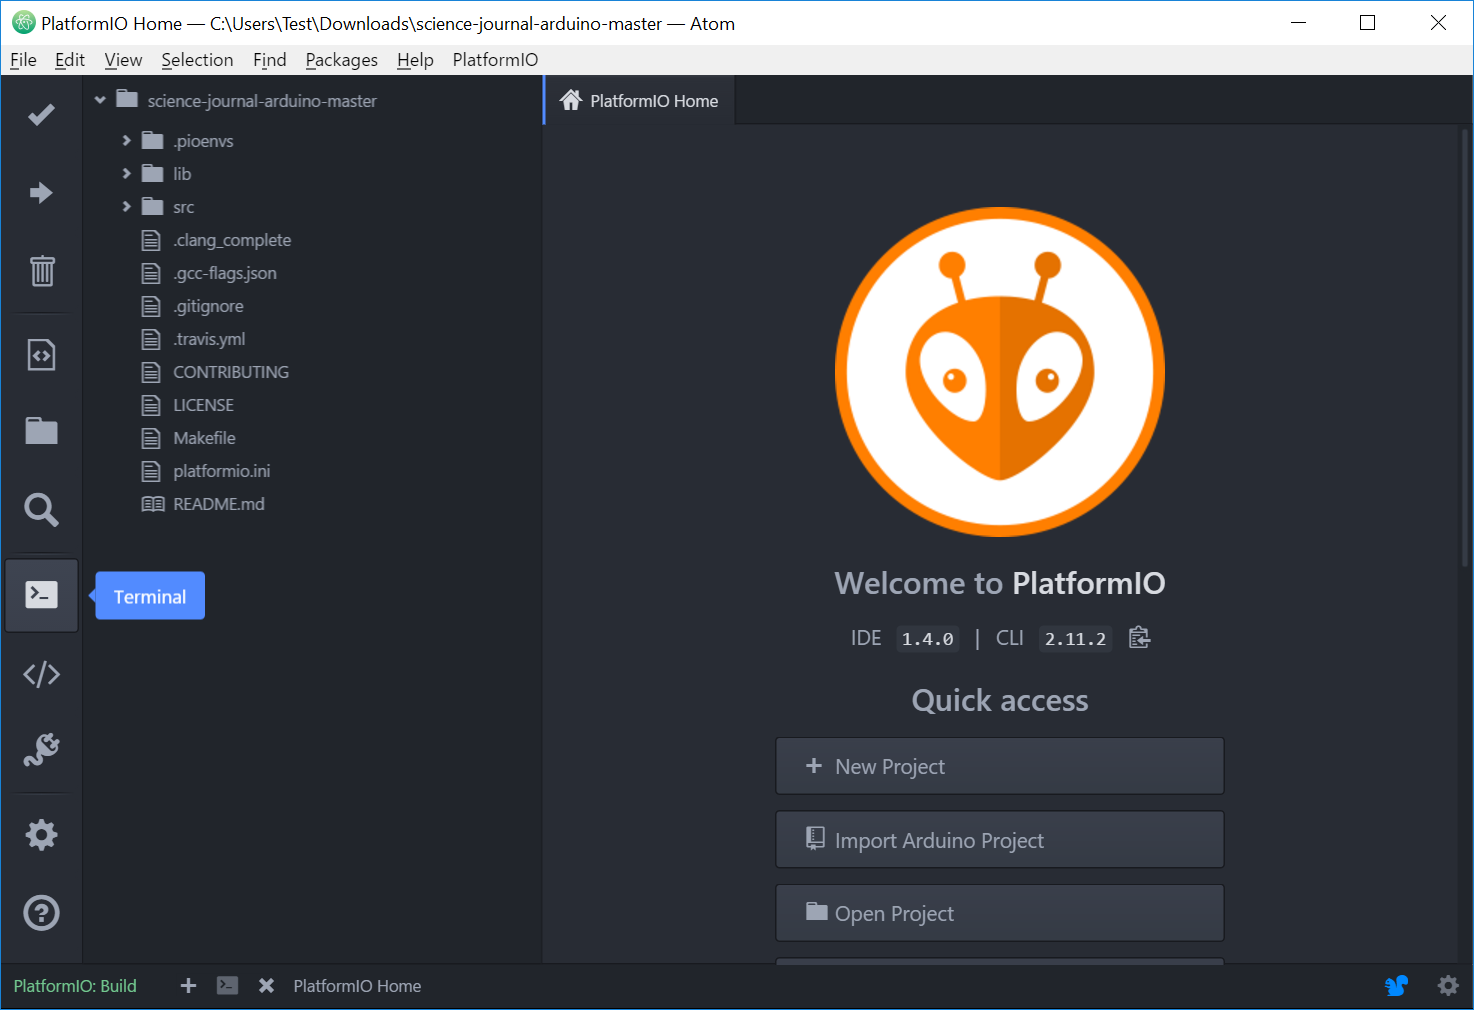 PlatformIO Home — C:\Users\Test\Downloads\science-journal-arduino-master — Atom
File Edit View Selection Find Packages Help PlatformIO
science-journal-arduino-master
.pioenvs
lib
src
.clang_complete
.gcc-flags.json
.gitignore
.travis.yml
CONTRIBUTING
LICENSE
Makefile
platformio.ini
README.md
Terminal
PlatformIO Home
Welcome to PlatformIO
IDE 1.4.0 | CLI 2.11.2
Quick access
New Project
Import Arduino Project
Open Project
PlatformIO: Build
PlatformIO Home